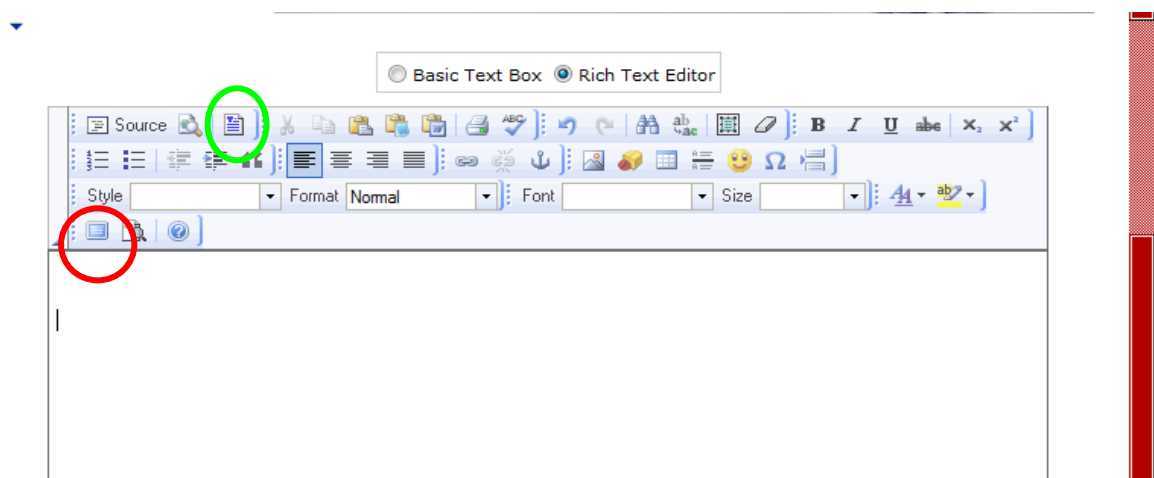 Basic Text Box Rich Text Editor
Source B I U abc X₂ X²
Style Format Normal Font Size